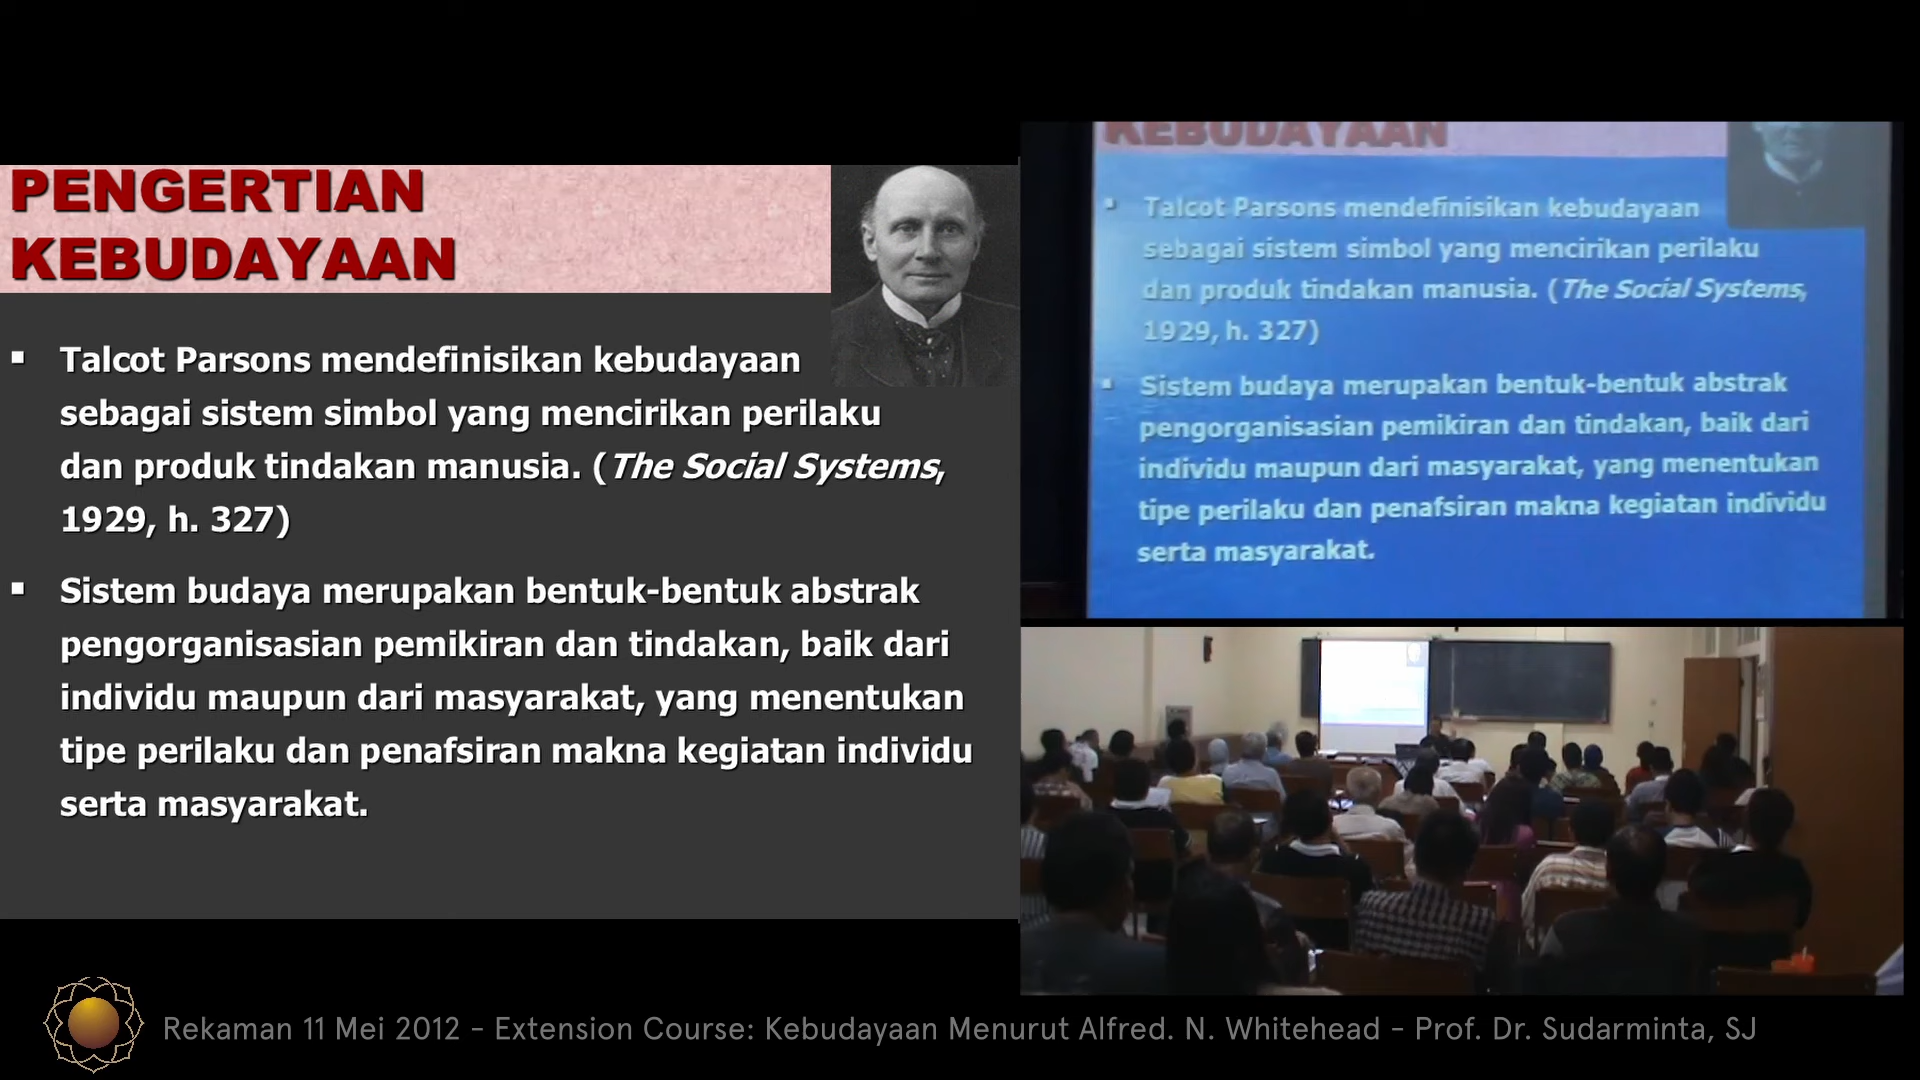 PENGERTIAN
KEBUDAYAAN
▪ Talcot Parsons mendefinisikan kebudayaan
sebagai sistem simbol yang mencirikan perilaku
dan produk tindakan manusia. (The Social Systems,
1929, h. 327)
▪ Sistem budaya merupakan bentuk-bentuk abstrak
pengorganisasian pemikiran dan tindakan, baik dari
individu maupun dari masyarakat, yang menentukan
tipe perilaku dan penafsiran makna kegiatan individu
serta masyarakat.
KEBUDAYAAN
▪ Talcot Parsons mendefinisikan kebudayaan
sebagai sistem simbol yang mencirikan perilaku
dan produk tindakan manusia. (The Social Systems,
1929, h. 327)
▪ Sistem budaya merupakan bentuk-bentuk abstrak
pengorganisasian pemikiran dan tindakan, baik dari
individu maupun dari masyarakat, yang menentukan
tipe perilaku dan penafsiran makna kegiatan individu
serta masyarakat.
Rekaman 11 Mei 2012 - Extension Course: Kebudayaan Menurut Alfred. N. Whitehead - Prof. Dr. Sudarminta, SJ